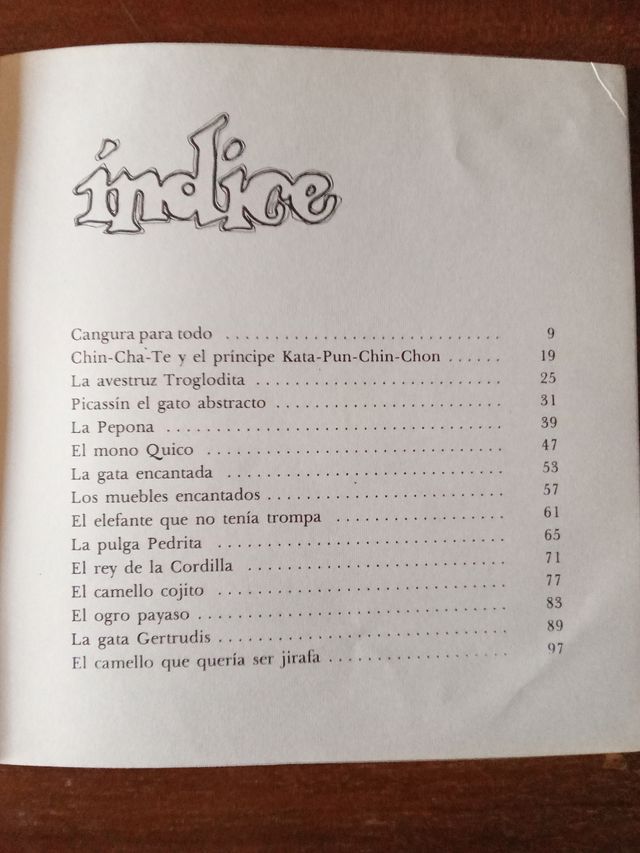 índice
Cangura para todo ............................ 9
Chin-Cha-Te y el príncipe Kata-Pun-Chin-Chon ...... 19
La avestruz Troglodita .......................... 25
Picassín el gato abstracto ........................ 31
La Pepona .................................... 39
El mono Quico ................................ 47
La gata encantada .............................. 53
Los muebles encantados ......................... 57
El elefante que no tenía trompa .................. 61
La pulga Pedrita ............................... 65
El rey de la Cordilla ........................... 71
El camello cojito ............................... 77
El ogro payaso ................................. 83
La gata Gertrudis .............................. 89
El camello que quería ser jirafa ................... 97